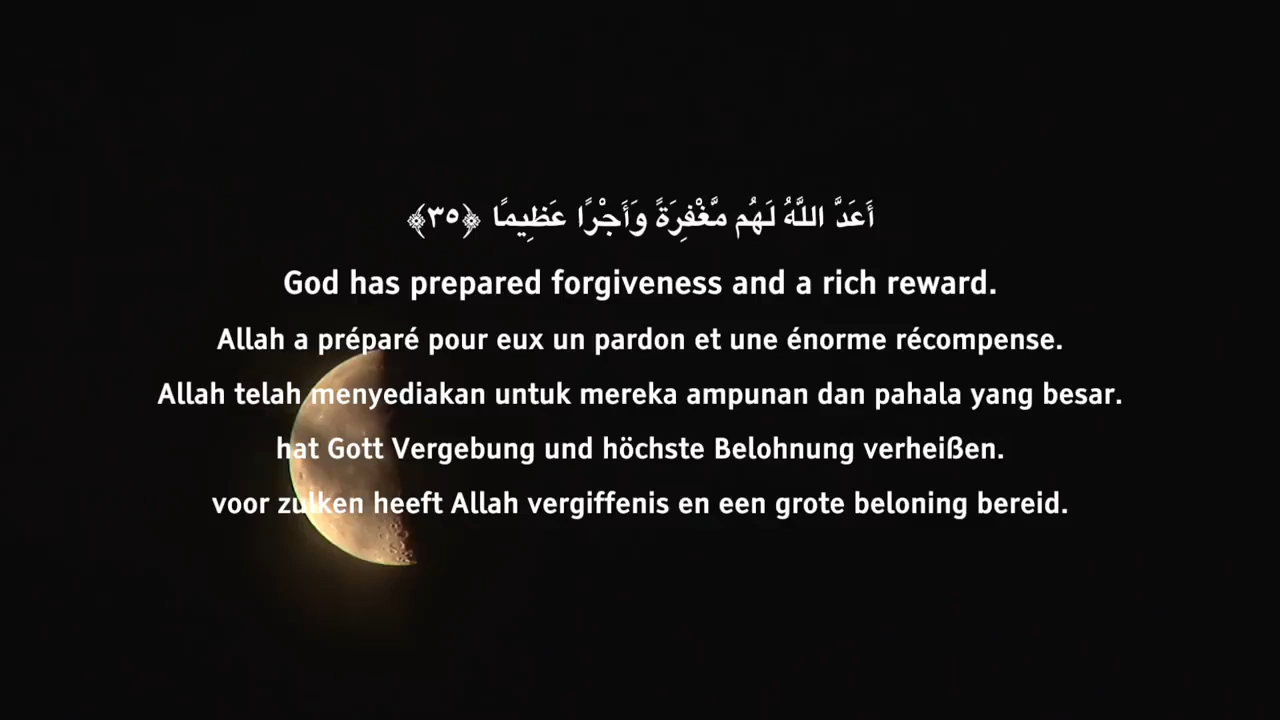 أَعَدَّ اللَّهُ لَهُم مَّغْفِرَةً وَأَجْرًا عَظِيمًا ﴿٣٥﴾
God has prepared forgiveness and a rich reward.
Allah a préparé pour eux un pardon et une énorme récompense.
Allah telah menyediakan untuk mereka ampunan dan pahala yang besar.
hat Gott Vergebung und höchste Belohnung verheißen.
voor zulken heeft Allah vergiffenis en een grote beloning bereid.